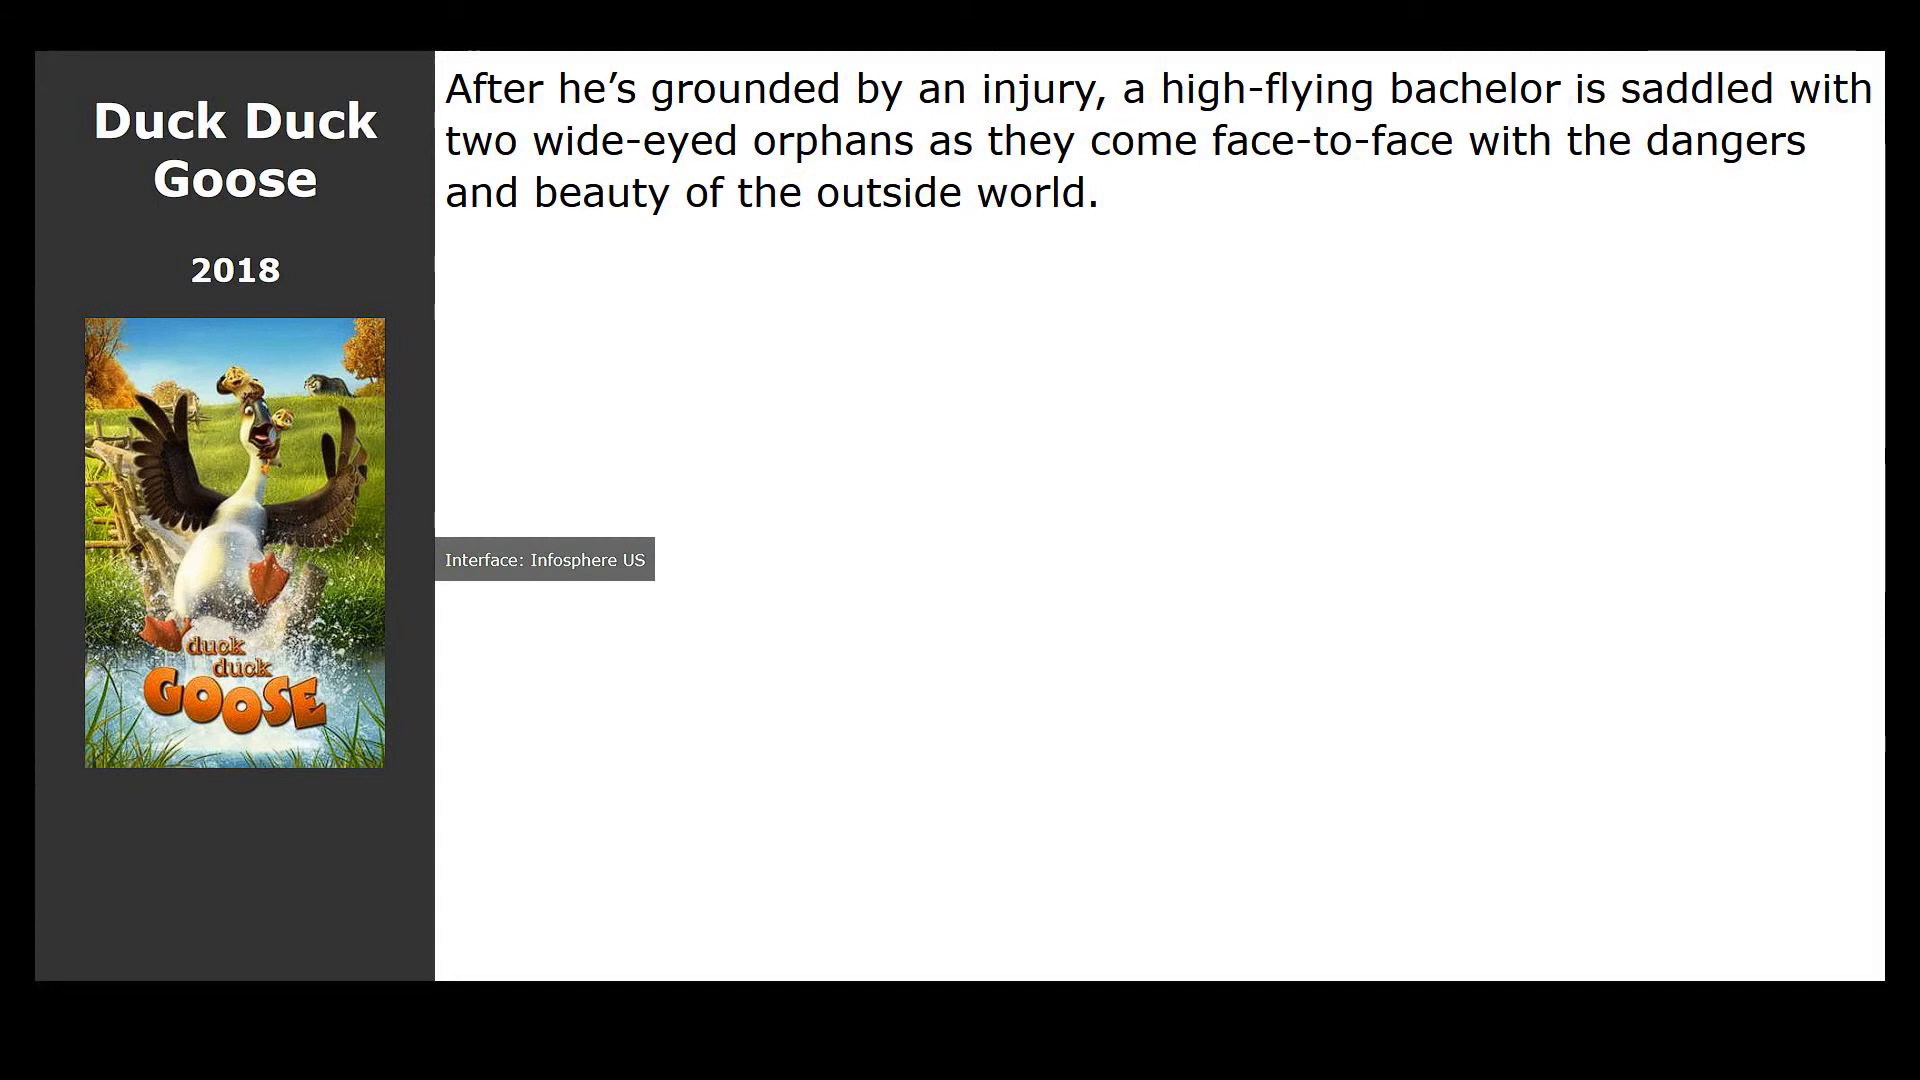 Duck Duck
Goose
2018
duck
duck
GOOSE
After he’s grounded by an injury, a high-flying bachelor is saddled with
two wide-eyed orphans as they come face-to-face with the dangers
and beauty of the outside world.
Interface: Infosphere US